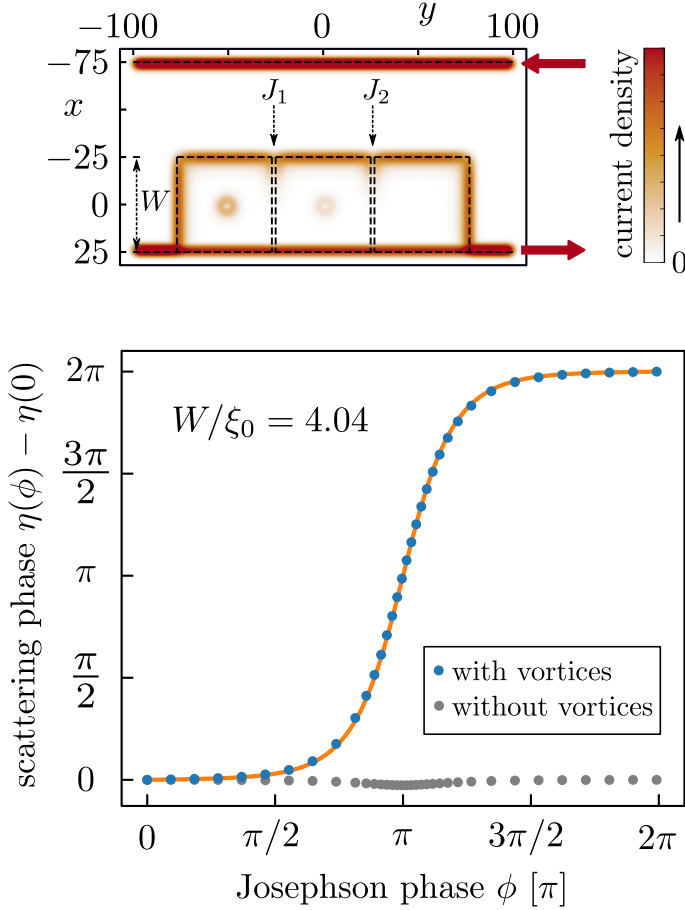 −100 0 y 100
−75
J1 J2
x
−25
W
0
25
current density
0
2π
W/ξ0 = 4.04
3π/2
π
π/2
0
scattering phase η(ϕ) − η(0)
with vortices
without vortices
0 π/2 π 3π/2 2π
Josephson phase ϕ [π]